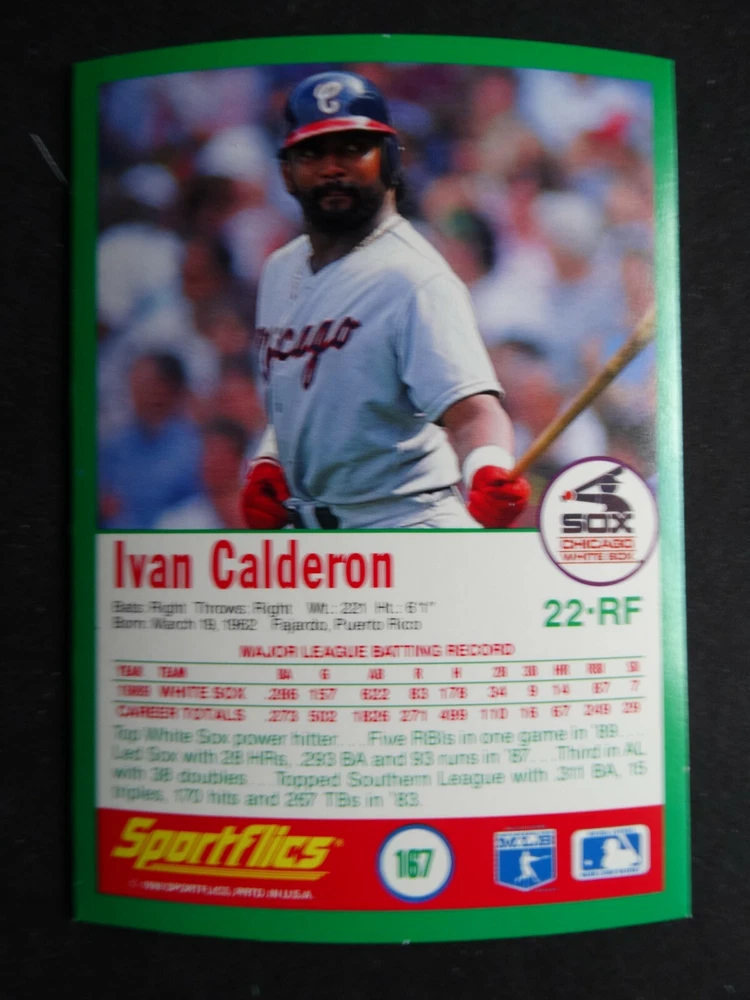 C
Chicago
SOX
CHICAGO
WHITE SOX
Ivan Calderon
22·RF
Bats: Right Throws: Right Wt.: 221 Ht.: 6'1"
Born: March 19, 1962 Fajardo, Puerto Rico
MAJOR LEAGUE BATTING RECORD
YEAR TEAM BA G AB R H 2B 3B HR RBI SB
1989 WHITE SOX .286 157 622 83 178 34 9 14 87 7
CAREER TOTALS .273 502 1826 271 499 110 16 67 249 29
Top White Sox power hitter... Five RBIs in one game in '89...
Led Sox with 28 HRs, .293 BA and 93 runs in '87... Third in AL
with 38 doubles... Topped Southern League with .311 BA, 15
triples, 170 hits and 267 TBs in '83.
Sportflics
167
MLB
SPORTFLICS, PRTD. IN U.S.A.